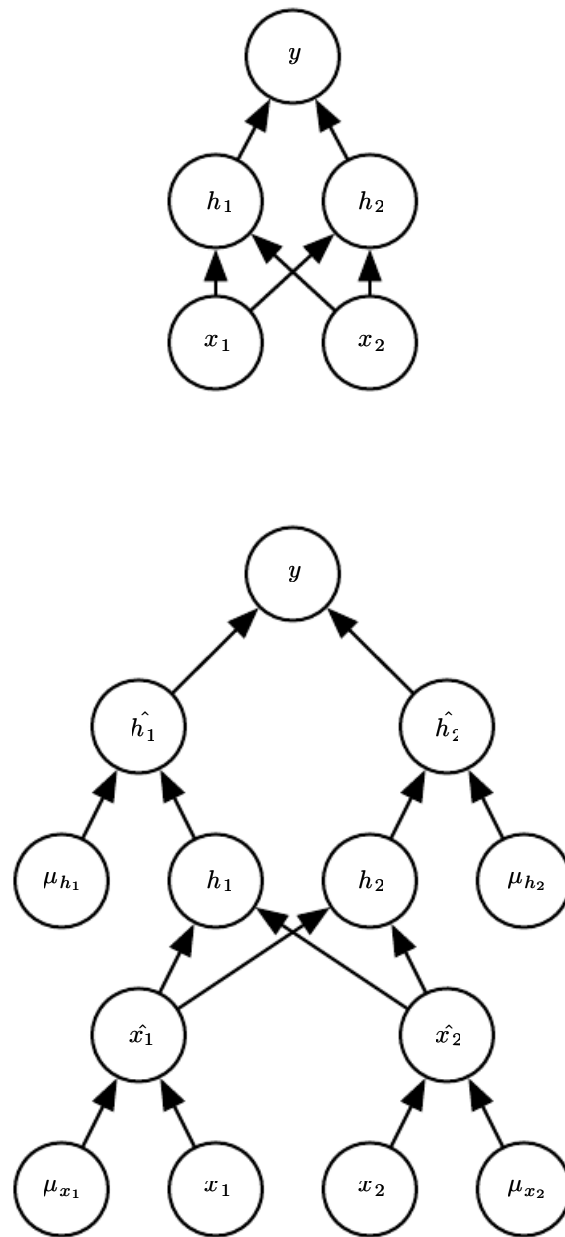 y
h₁ h₂
x₁ x₂
y
ĥ₁ ĥ₂
μ_{h₁} h₁ h₂ μ_{h₂}
x̂₁ x̂₂
μ_{x₁} x₁ x₂ μ_{x₂}